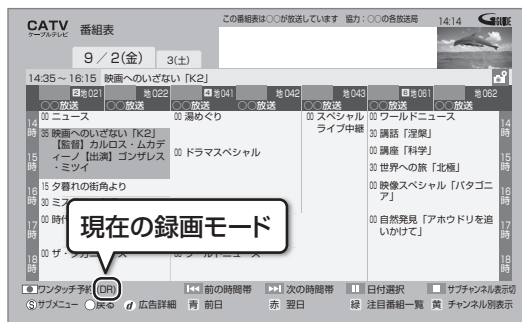 CATV
ケーブルテレビ
番組表
この番組表は○○が放送しています 協力：○○の各放送局
14:14
G GUIDE
9／2(金)
3(土)
14:35～16:15 映画へのいざない「K2」
2地021
地022
4地041
地042
地043
6地061
地062
○○放送 ○○放送 ○○放送 ○○放送 ○○放送 ○○放送
14時
00 ニュース
00 湯めぐり
00 スペシャル
ライブ中継
00 ワールドニュース
35 映画へのいざない「K2」
【監督】カルロス・ムカデ
ィーノ【出演】ゴンザレス
・ミツイ
30 講話「涅槃」
15時
00 ドラマスペシャル
00 講座「科学」
30 世界への旅「北極」
16時
15 夕暮れの街角より
00 映像スペシャル「パタゴニ
ア」
30 ミス
17時
00 時代
00 自然発見「アホウドリを追
いかけて」
18時
現在の録画モード
ワンタッチ予約(DR)
前の時間帯
次の時間帯
日付選択
サブチャンネル表示切
Ⓢサブメニュー
戻る
d 広告詳細
青 前日
赤 翌日
緑 注目番組一覧
黄 チャンネル別表示